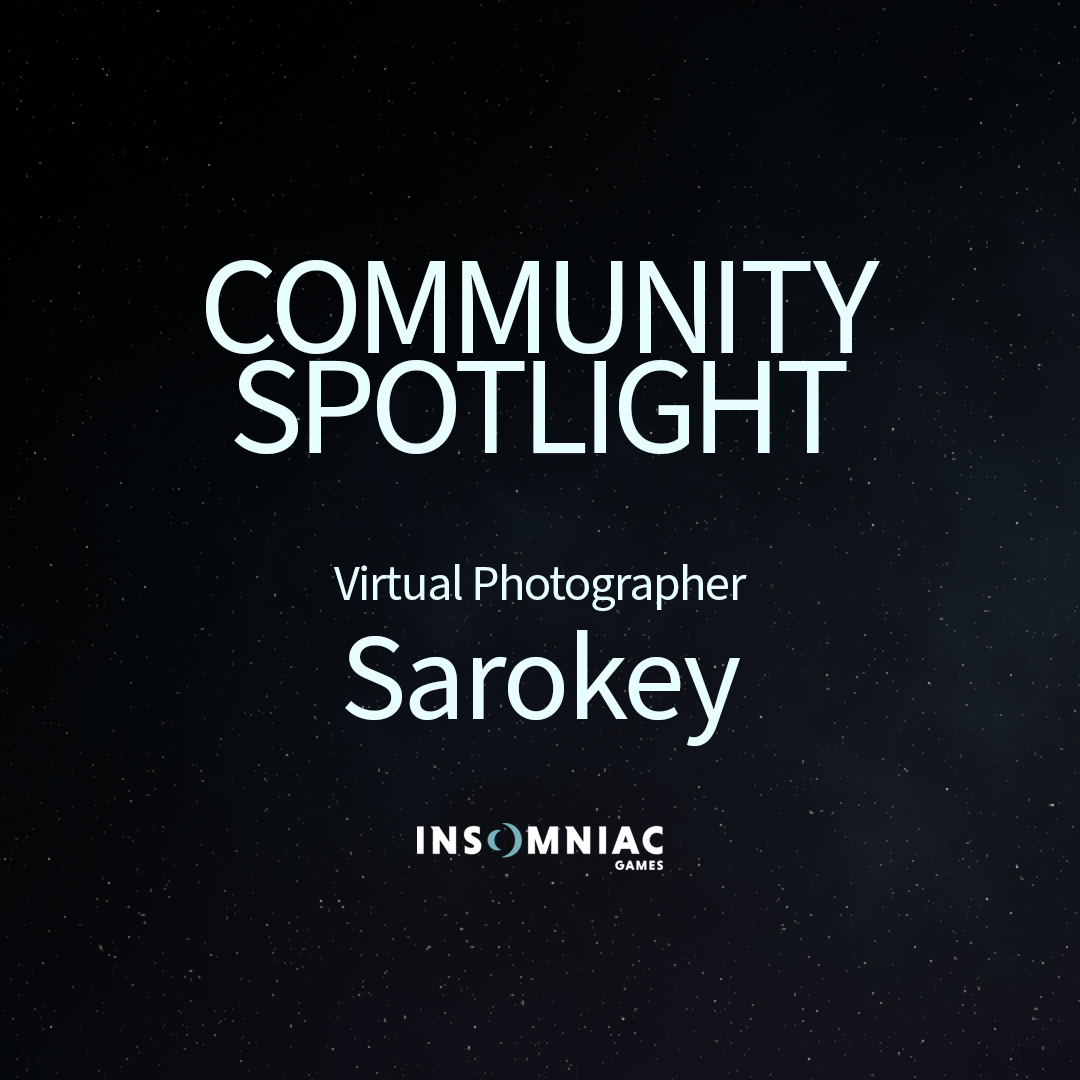 COMMUNITY
SPOTLIGHT
Virtual Photographer
Sarokey
INSOMNIAC
GAMES